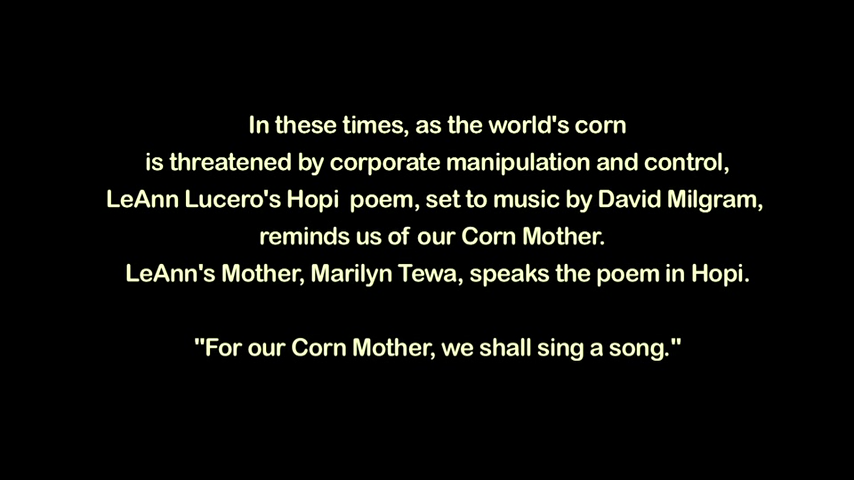 In these times, as the world's corn
is threatened by corporate manipulation and control,
LeAnn Lucero's Hopi  poem, set to music by David Milgram,
reminds us of our Corn Mother.
LeAnn's Mother, Marilyn Tewa, speaks the poem in Hopi.
"For our Corn Mother, we shall sing a song."